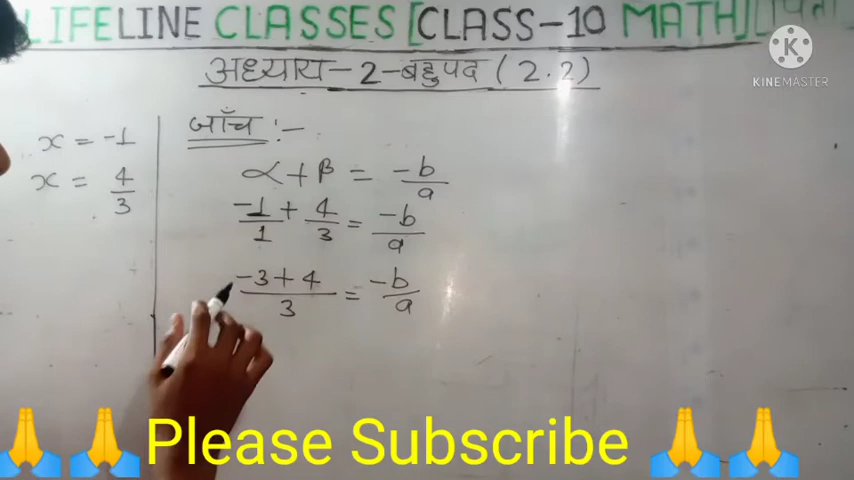 LIFELINE CLASSES [CLASS-10 MATH]
KINEMASTER
अध्याय-2-बहुपद (2.2)
x = -1
x = 4/3
जाँच :-
α + β = -b/a
-1/1 + 4/3 = -b/a
-3+4/3 = -b/a
Please Subscribe